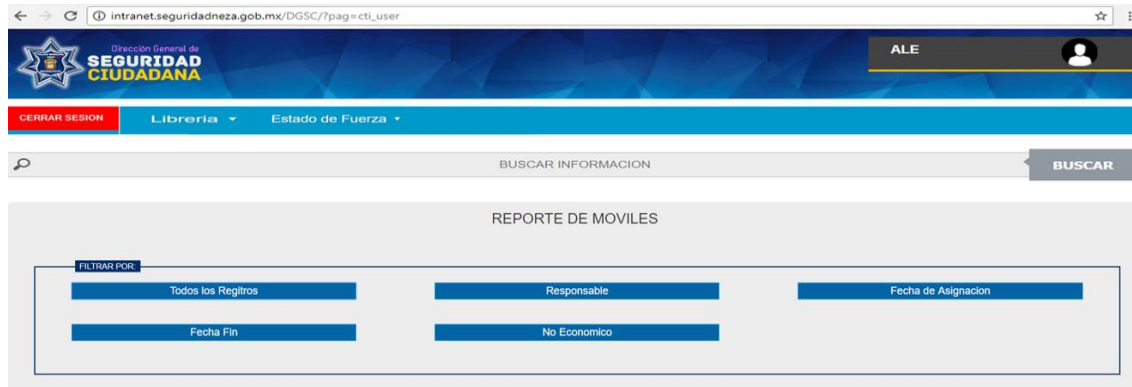 intranet.seguridadneza.gob.mx/DGSC/?pag=cti_user
Dirección General de
SEGURIDAD
CIUDADANA
ALE
CERRAR SESION
Libreria
Estado de Fuerza
BUSCAR INFORMACION
BUSCAR
REPORTE DE MOVILES
FILTRAR POR:
Todos los Regitros
Responsable
Fecha de Asignacion
Fecha Fin
No Economico